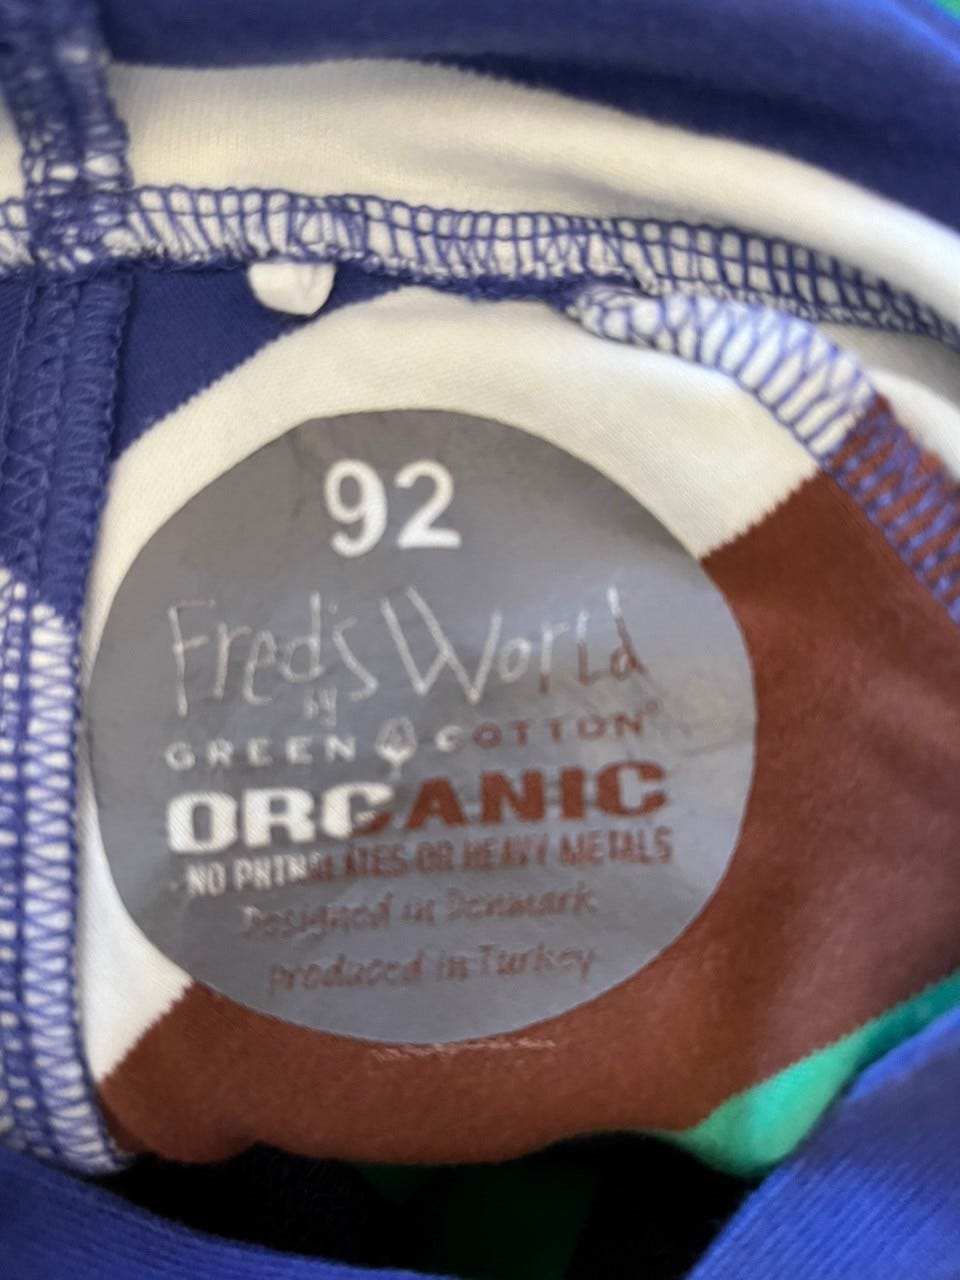 92
Fred's World
by
GREEN COTTON®
ORGANIC
- NO PHTHALATES OR HEAVY METALS
Designed in Denmark
produced in Turkey